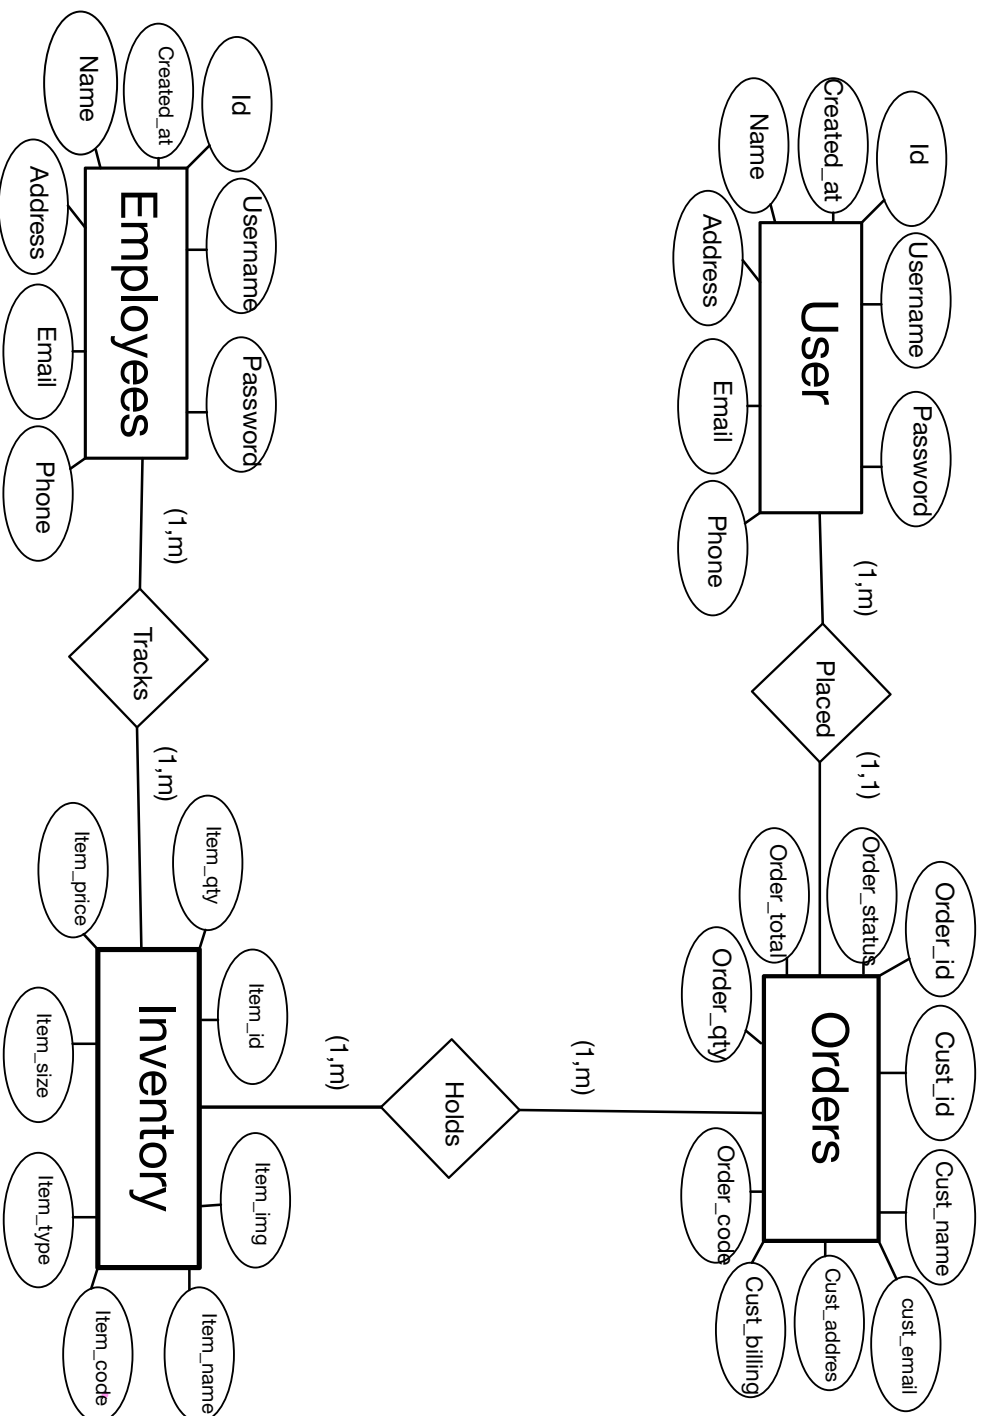 Id
Username
Password
Created_at
Name
User
Address
Email
Phone
(1,m)
Placed
(1,1)
Order_id
Cust_id
Cust_name
cust_email
Order_status
Order_total
Orders
Cust_addres
Order_qty
Order_code
Cust_billing
(1,m)
Holds
(1,m)
Id
Username
Password
Created_at
Name
Employees
Address
Email
Phone
(1,m)
Tracks
(1,m)
Item_qty
Item_id
Item_img
Item_name
Inventory
Item_price
Item_size
Item_type
Item_code